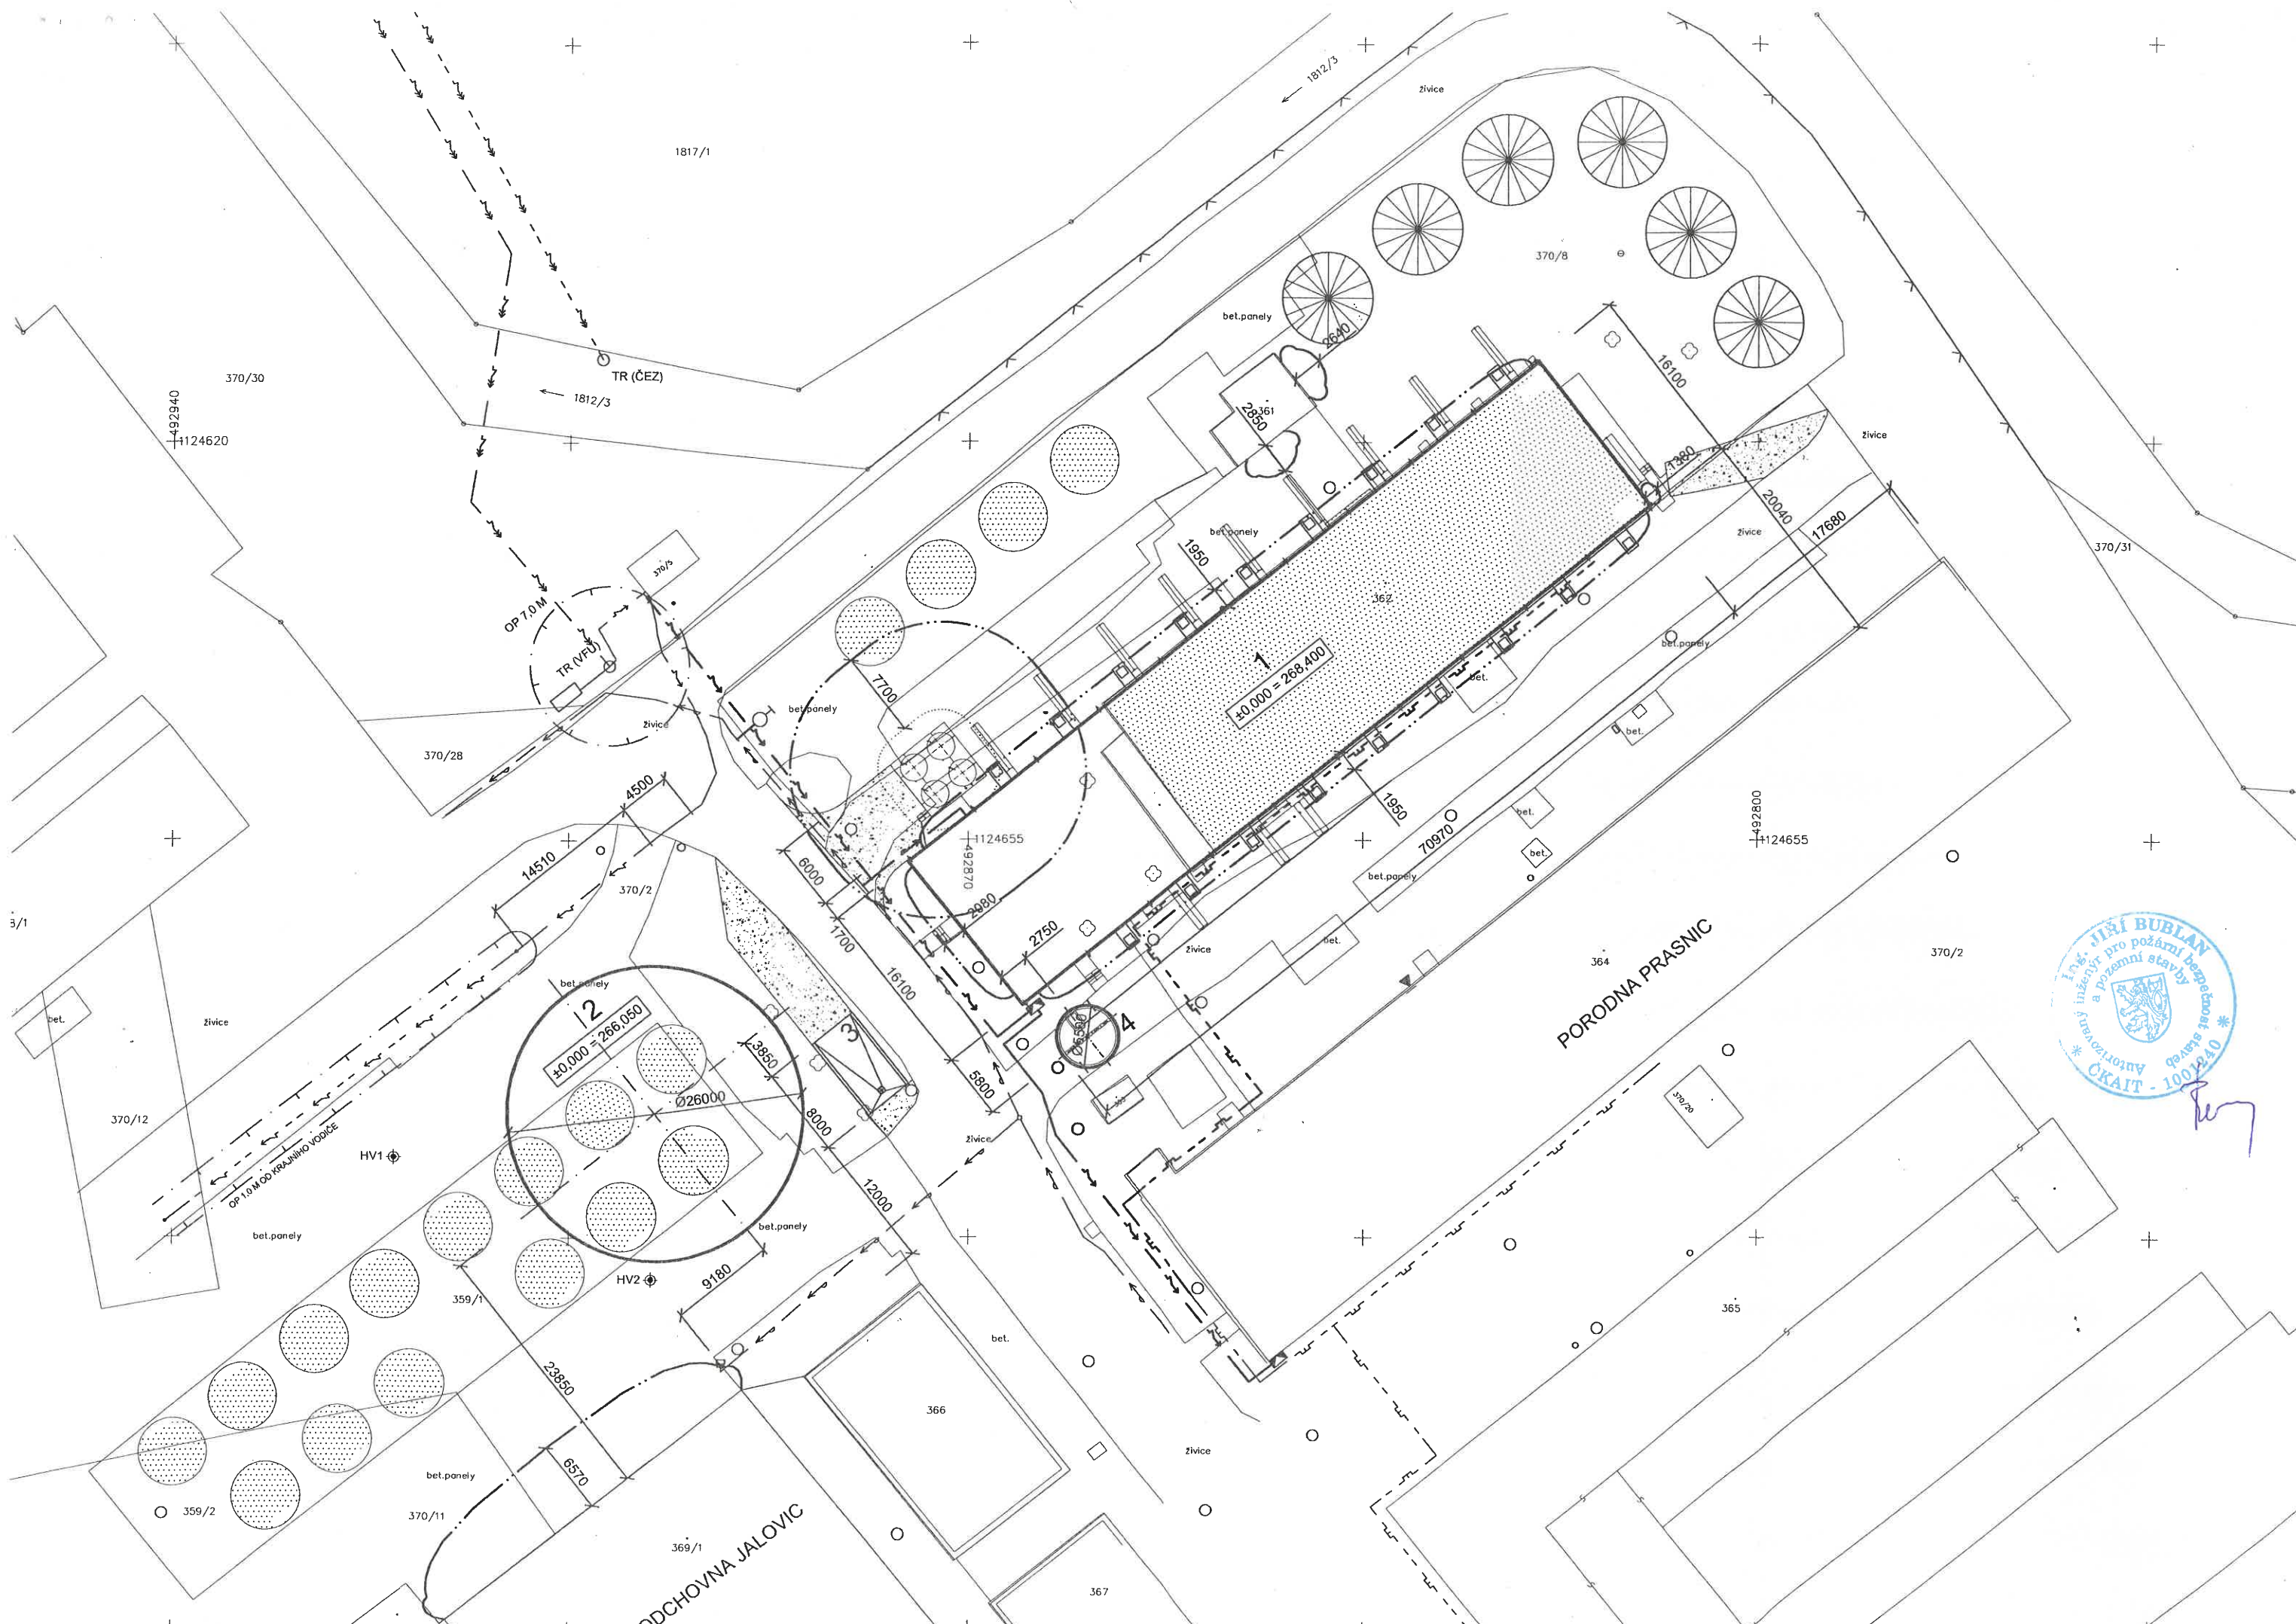 1812/3
živice
1817/1
370/8
bet.panely
2640
TR (ČEZ)
1812/3
370/30
492940
1124620
16100
361
2850
živice
1380
20040
17680
živice
370/31
bet.panely
1950
370/5
OP 7,0 M
TR (VFU)
362
bet.panely
1
±0,000 = 268,400
bet.
7700
bet.panely
živice
bet.
370/28
4500
14510
1950
bet.
70970
492800
1124655
1124655
492870
6000
bet.
bet.panely
370/2
2980
1700
2750
16100
živice
bet.
PORODNA PRASNIC
364
370/2
Ing. JIŘÍ BUBLAN
Autorizovaný inženýr pro požární bezpečnost staveb
a pozemní stavby
ČKAIT - 1001240
bet.panely
2
±0,000 = 266,050
3
4
Ø5500
3850
Ø26000
8000
5800
bet.
živice
370/12
HV1
OP 1,0 M OD KRAJNÍHO VODIČE
370/20
živice
12000
bet.panely
bet.panely
HV2
9180
359/1
365
bet.
23850
366
6570
bet.panely
živice
359/2
370/11
369/1
ODCHOVNA JALOVIC
367